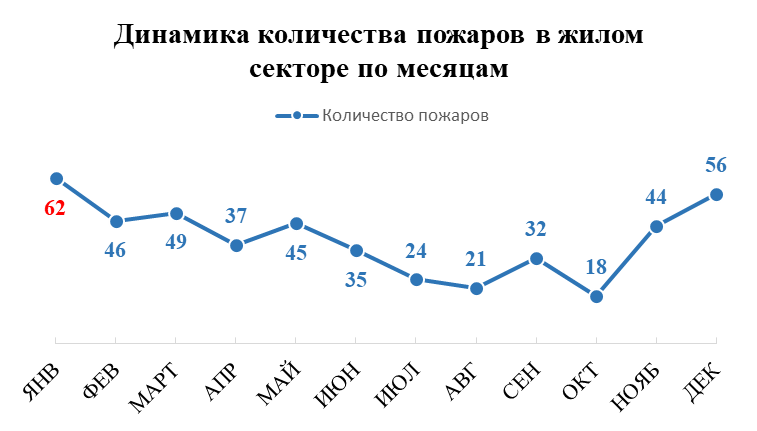 Динамика количества пожаров в жилом
секторе по месяцам
Количество пожаров
62
46
49
37
45
35
24
21
32
18
44
56
ЯНВ
ФЕВ
МАРТ
АПР
МАЙ
ИЮН
ИЮЛ
АВГ
СЕН
ОКТ
НОЯБ
ДЕК